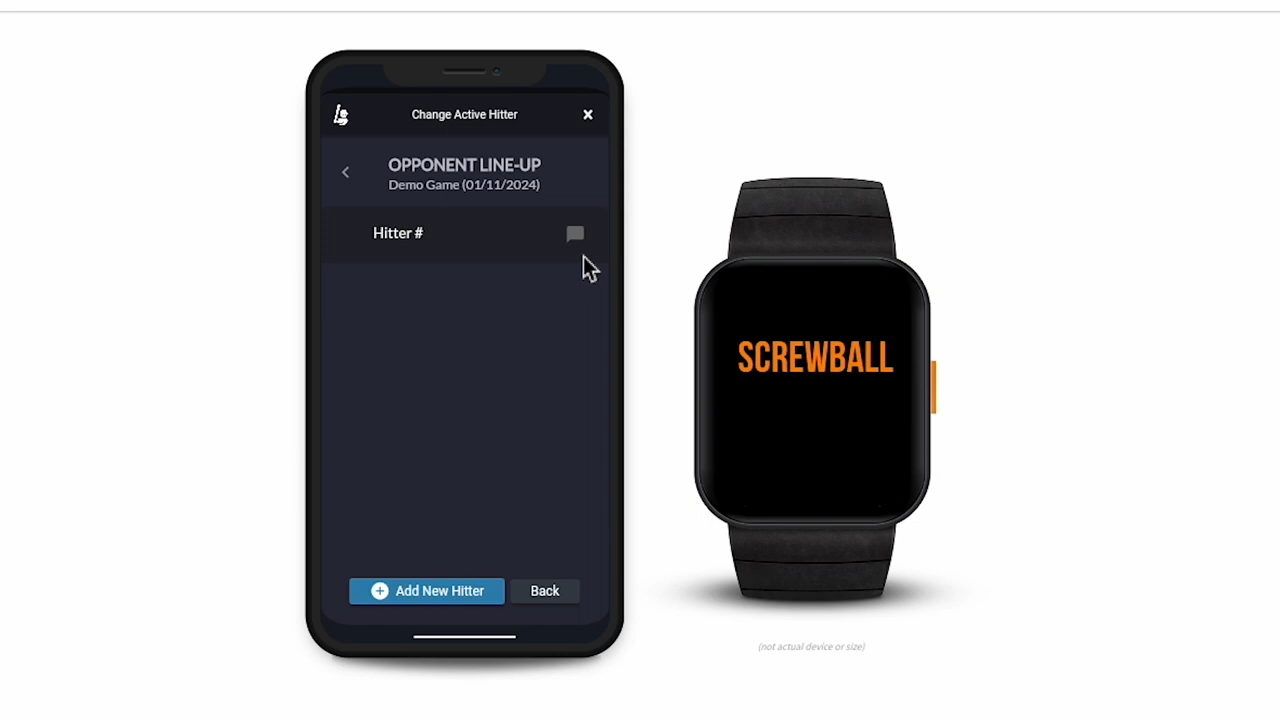 Change Active Hitter
OPPONENT LINE-UP
Demo Game (01/11/2024)
Hitter #
Add New Hitter
Back
SCREWBALL
(not actual device or size)